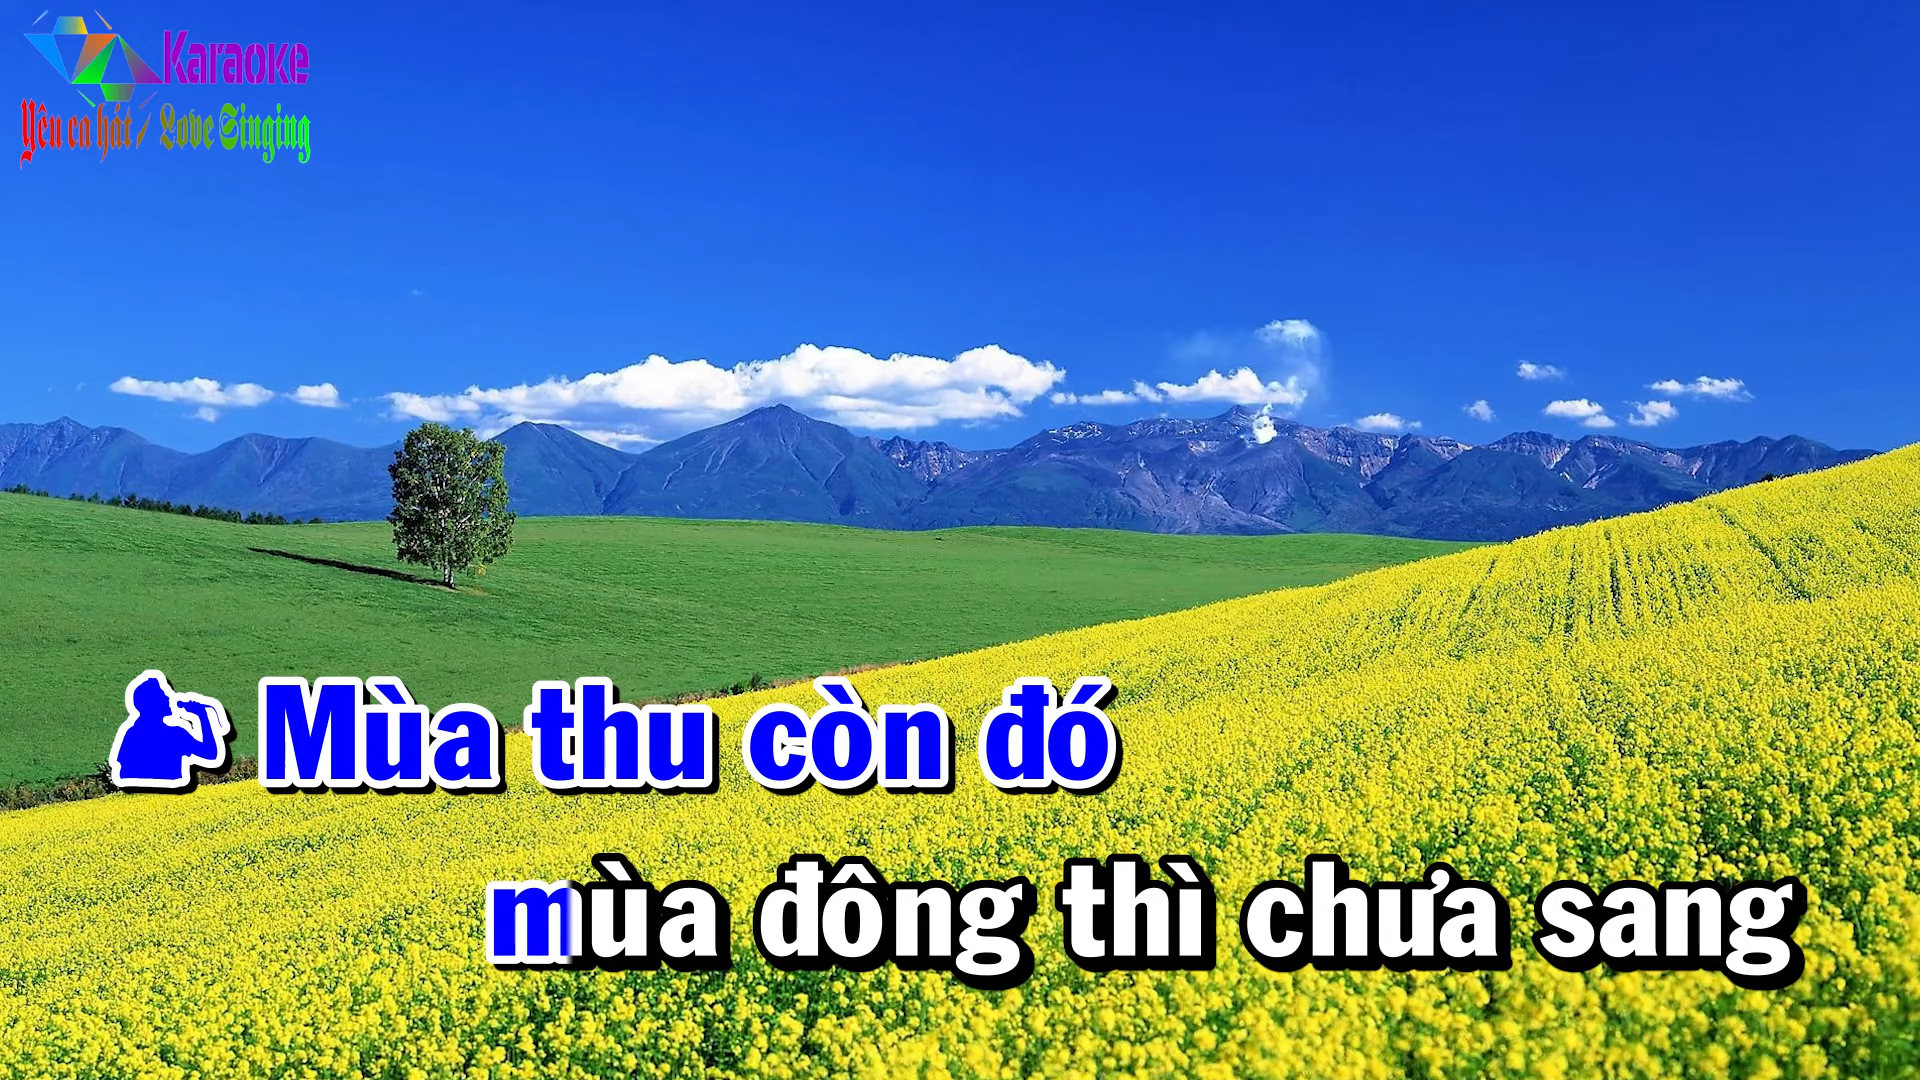 Karaoke
Yêu ca hát / Love Singing
Mùa thu còn đó
mùa đông thì chưa sang